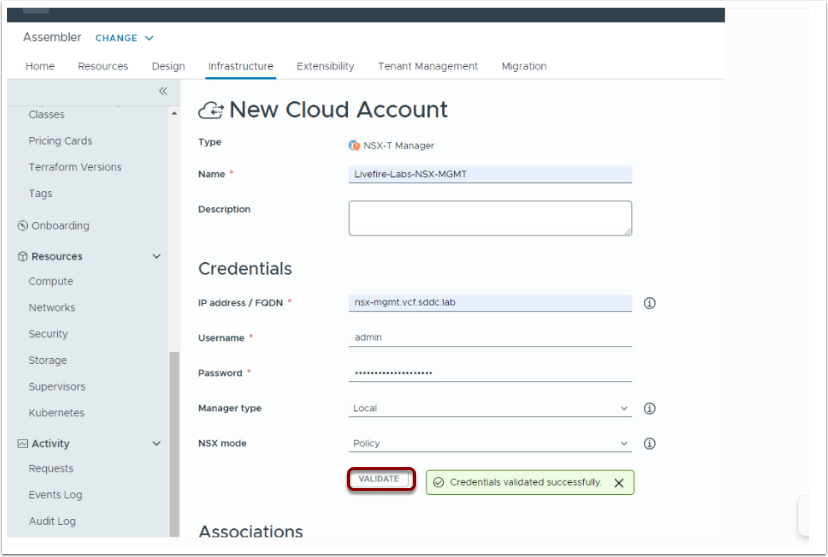 Assembler CHANGE
Home Resources Design Infrastructure Extensibility Tenant Management Migration
Classes
Pricing Cards
Terraform Versions
Tags
Onboarding
Resources
Compute
Networks
Security
Storage
Supervisors
Kubernetes
Activity
Requests
Events Log
Audit Log
New Cloud Account
Type NSX-T Manager
Name * Livefire-Labs-NSX-MGMT
Description
Credentials
IP address / FQDN * nsx-mgmt.vcf.sddc.lab
Username * admin
Password * ••••••••••••••••••••
Manager type Local
NSX mode Policy
VALIDATE Credentials validated successfully.
Associations